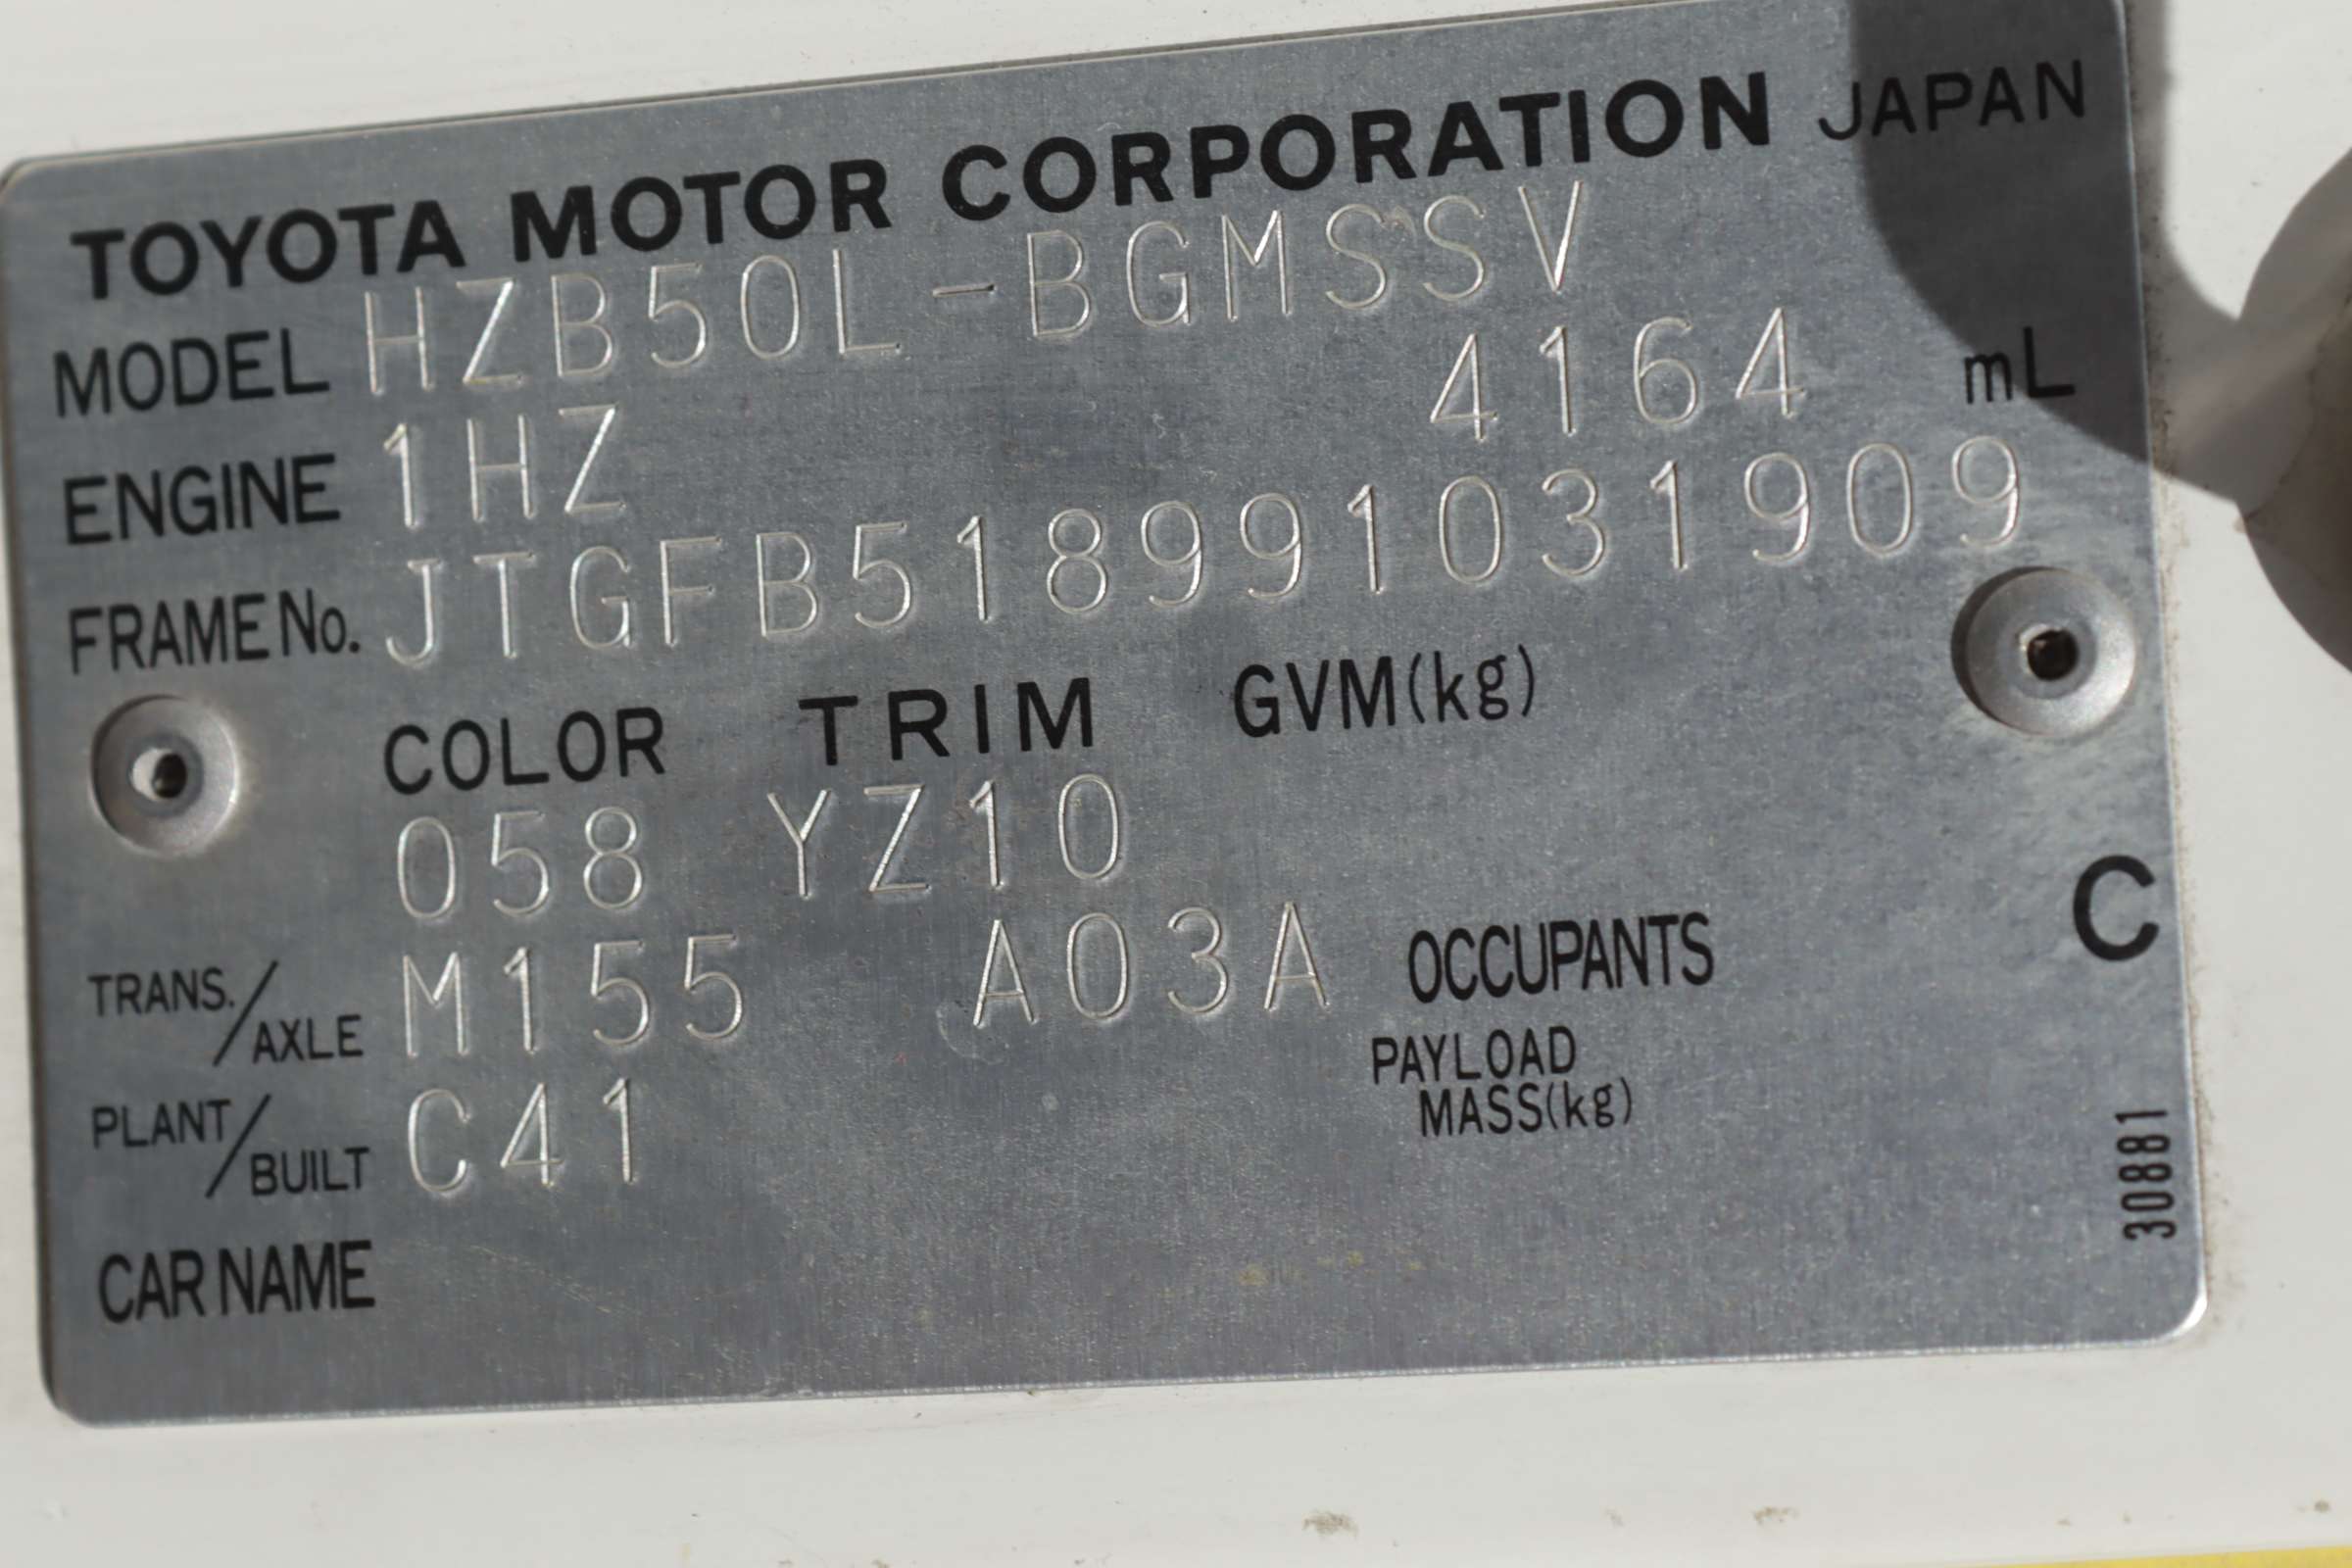 TOYOTA MOTOR CORPORATION JAPAN
MODEL HZB50L-BGMSSV
ENGINE 1HZ 4164 mL
FRAME No. JTGFB518991031909
COLOR TRIM GVM(kg)
058 YZ10
TRANS./AXLE M155 A03A OCCUPANTS
C
PAYLOAD
MASS(kg)
PLANT/BUILT C41
30881
CAR NAME